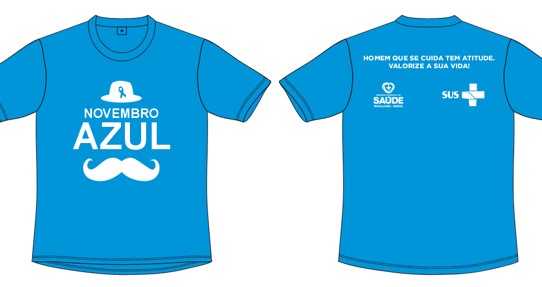 NOVEMBRO
AZUL
HOMEM QUE SE CUIDA TEM ATITUDE.
VALORIZE A SUA VIDA!
SAÚDE
SUS